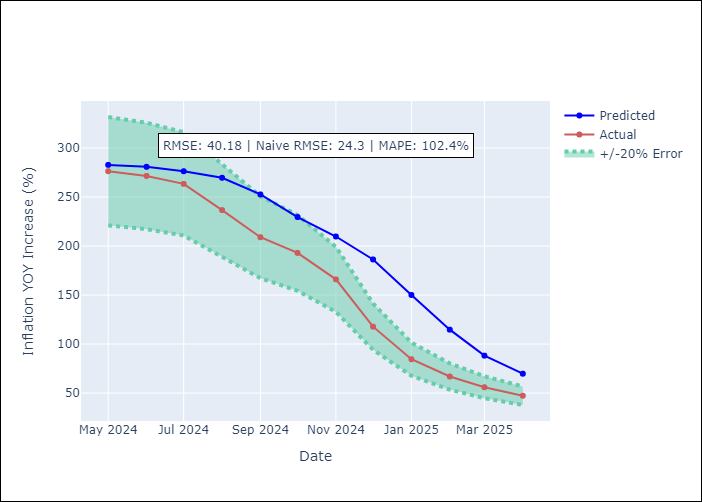 RMSE: 40.18 | Naive RMSE: 24.3 | MAPE: 102.4%
Predicted
Actual
+/-20% Error
Inflation YOY Increase (%)
300
250
200
150
100
50
May 2024
Jul 2024
Sep 2024
Nov 2024
Jan 2025
Mar 2025
Date